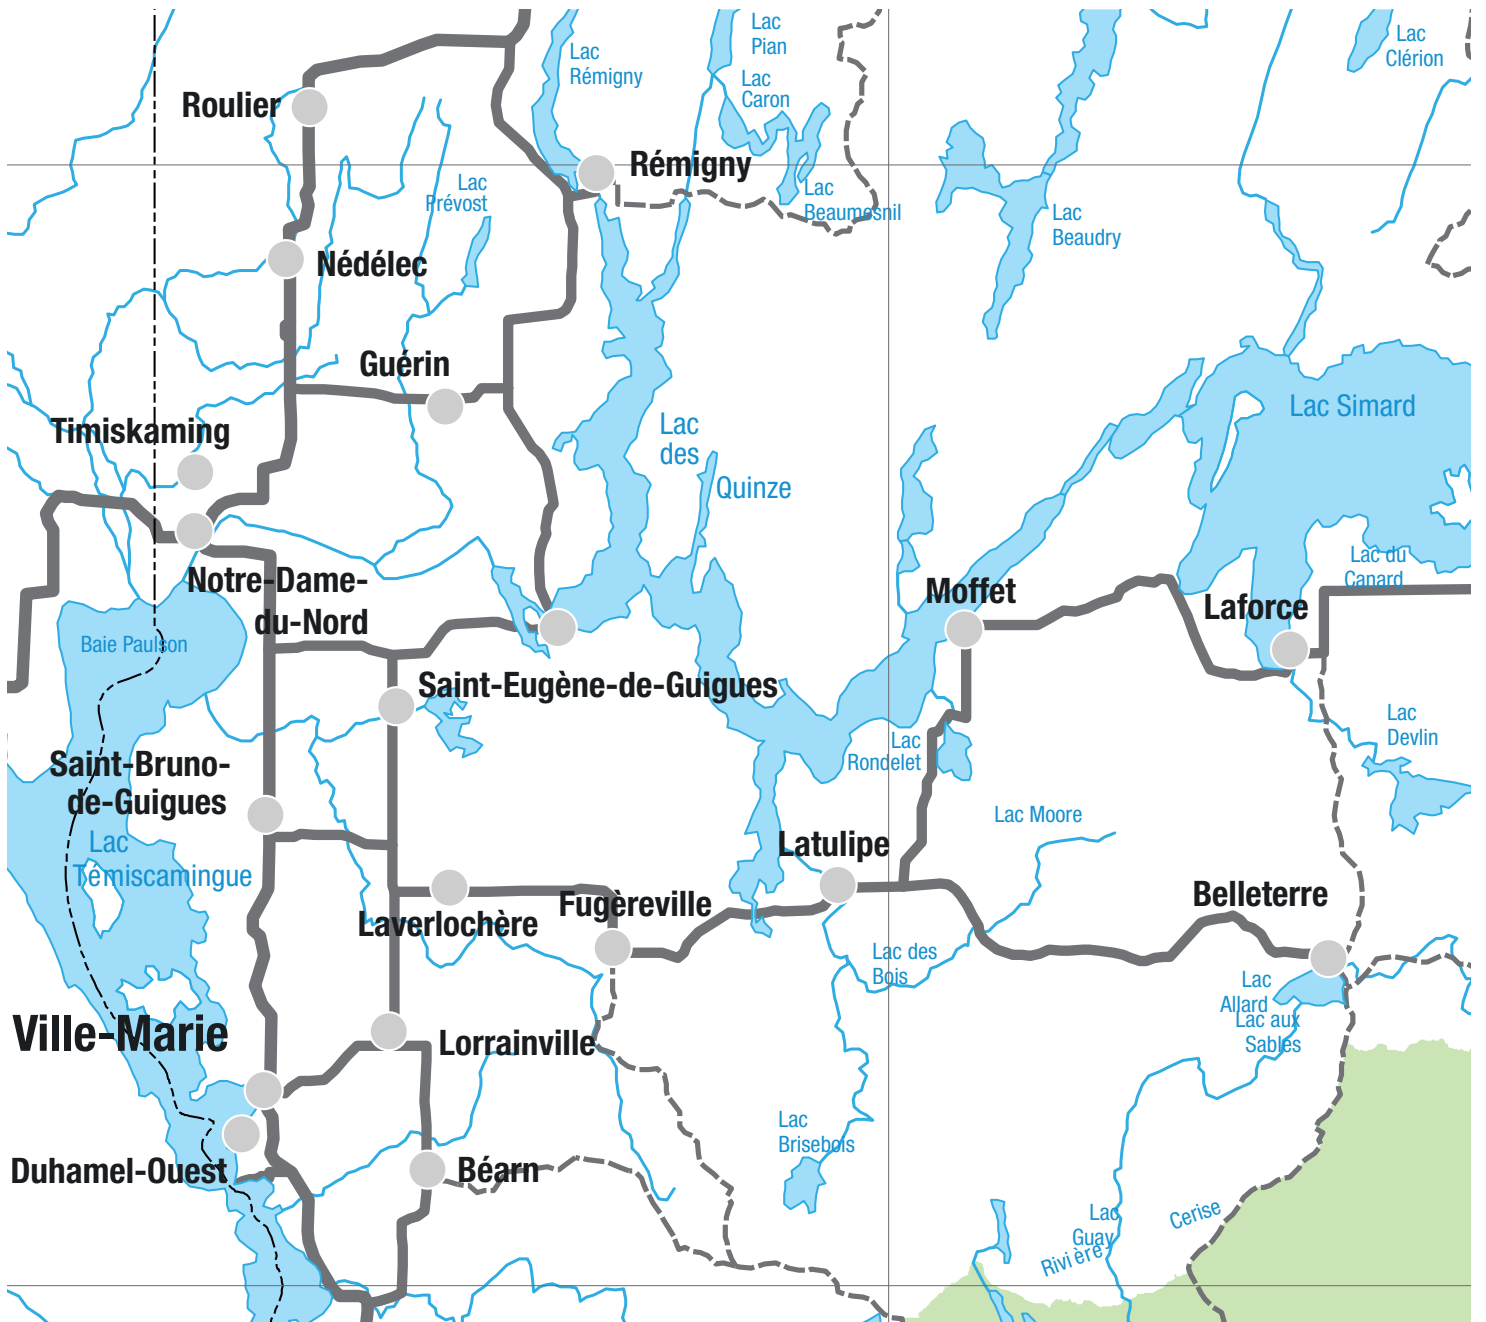 Lac
Pian
Lac
Clérion
Lac
Rémigny
Lac
Caron
Roulier
Rémigny
Lac
Prévost
Lac
Beaumesnil
Lac
Beaudry
Nédélec
Guérin
Lac Simard
Timiskaming
Lac
des
Quinze
Lac du
Canard
Notre-Dame-
du-Nord
Moffet
Laforce
Baie Paulson
Saint-Eugène-de-Guigues
Lac
Devlin
Lac
Rondelet
Saint-Bruno-
de-Guigues
Lac Moore
Lac
Témiscamingue
Latulipe
Laverlochère
Fugèreville
Belleterre
Lac des
Bois
Lac
Allard
Lac aux
Sables
Ville-Marie
Lorrainville
Lac
Brisebois
Duhamel-Ouest
Béarn
Lac
Guay
Rivière
Cerise